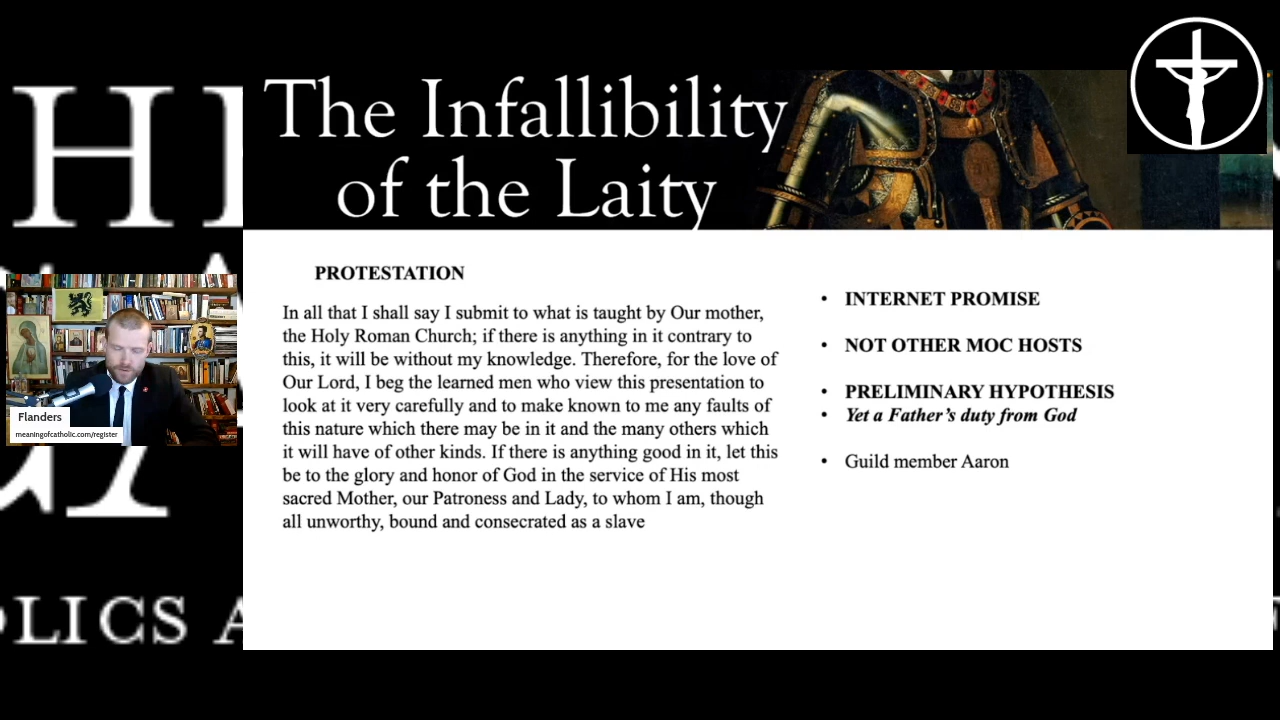 The Infallibility
of the Laity
PROTESTATION
In all that I shall say I submit to what is taught by Our mother,
the Holy Roman Church; if there is anything in it contrary to
this, it will be without my knowledge. Therefore, for the love of
Our Lord, I beg the learned men who view this presentation to
look at it very carefully and to make known to me any faults of
this nature which there may be in it and the many others which
it will have of other kinds. If there is anything good in it, let this
be to the glory and honor of God in the service of His most
sacred Mother, our Patroness and Lady, to whom I am, though
all unworthy, bound and consecrated as a slave
• INTERNET PROMISE
• NOT OTHER MOC HOSTS
• PRELIMINARY HYPOTHESIS
• Yet a Father's duty from God
• Guild member Aaron
Flanders
meaningofcatholic.com/register
OLICS A